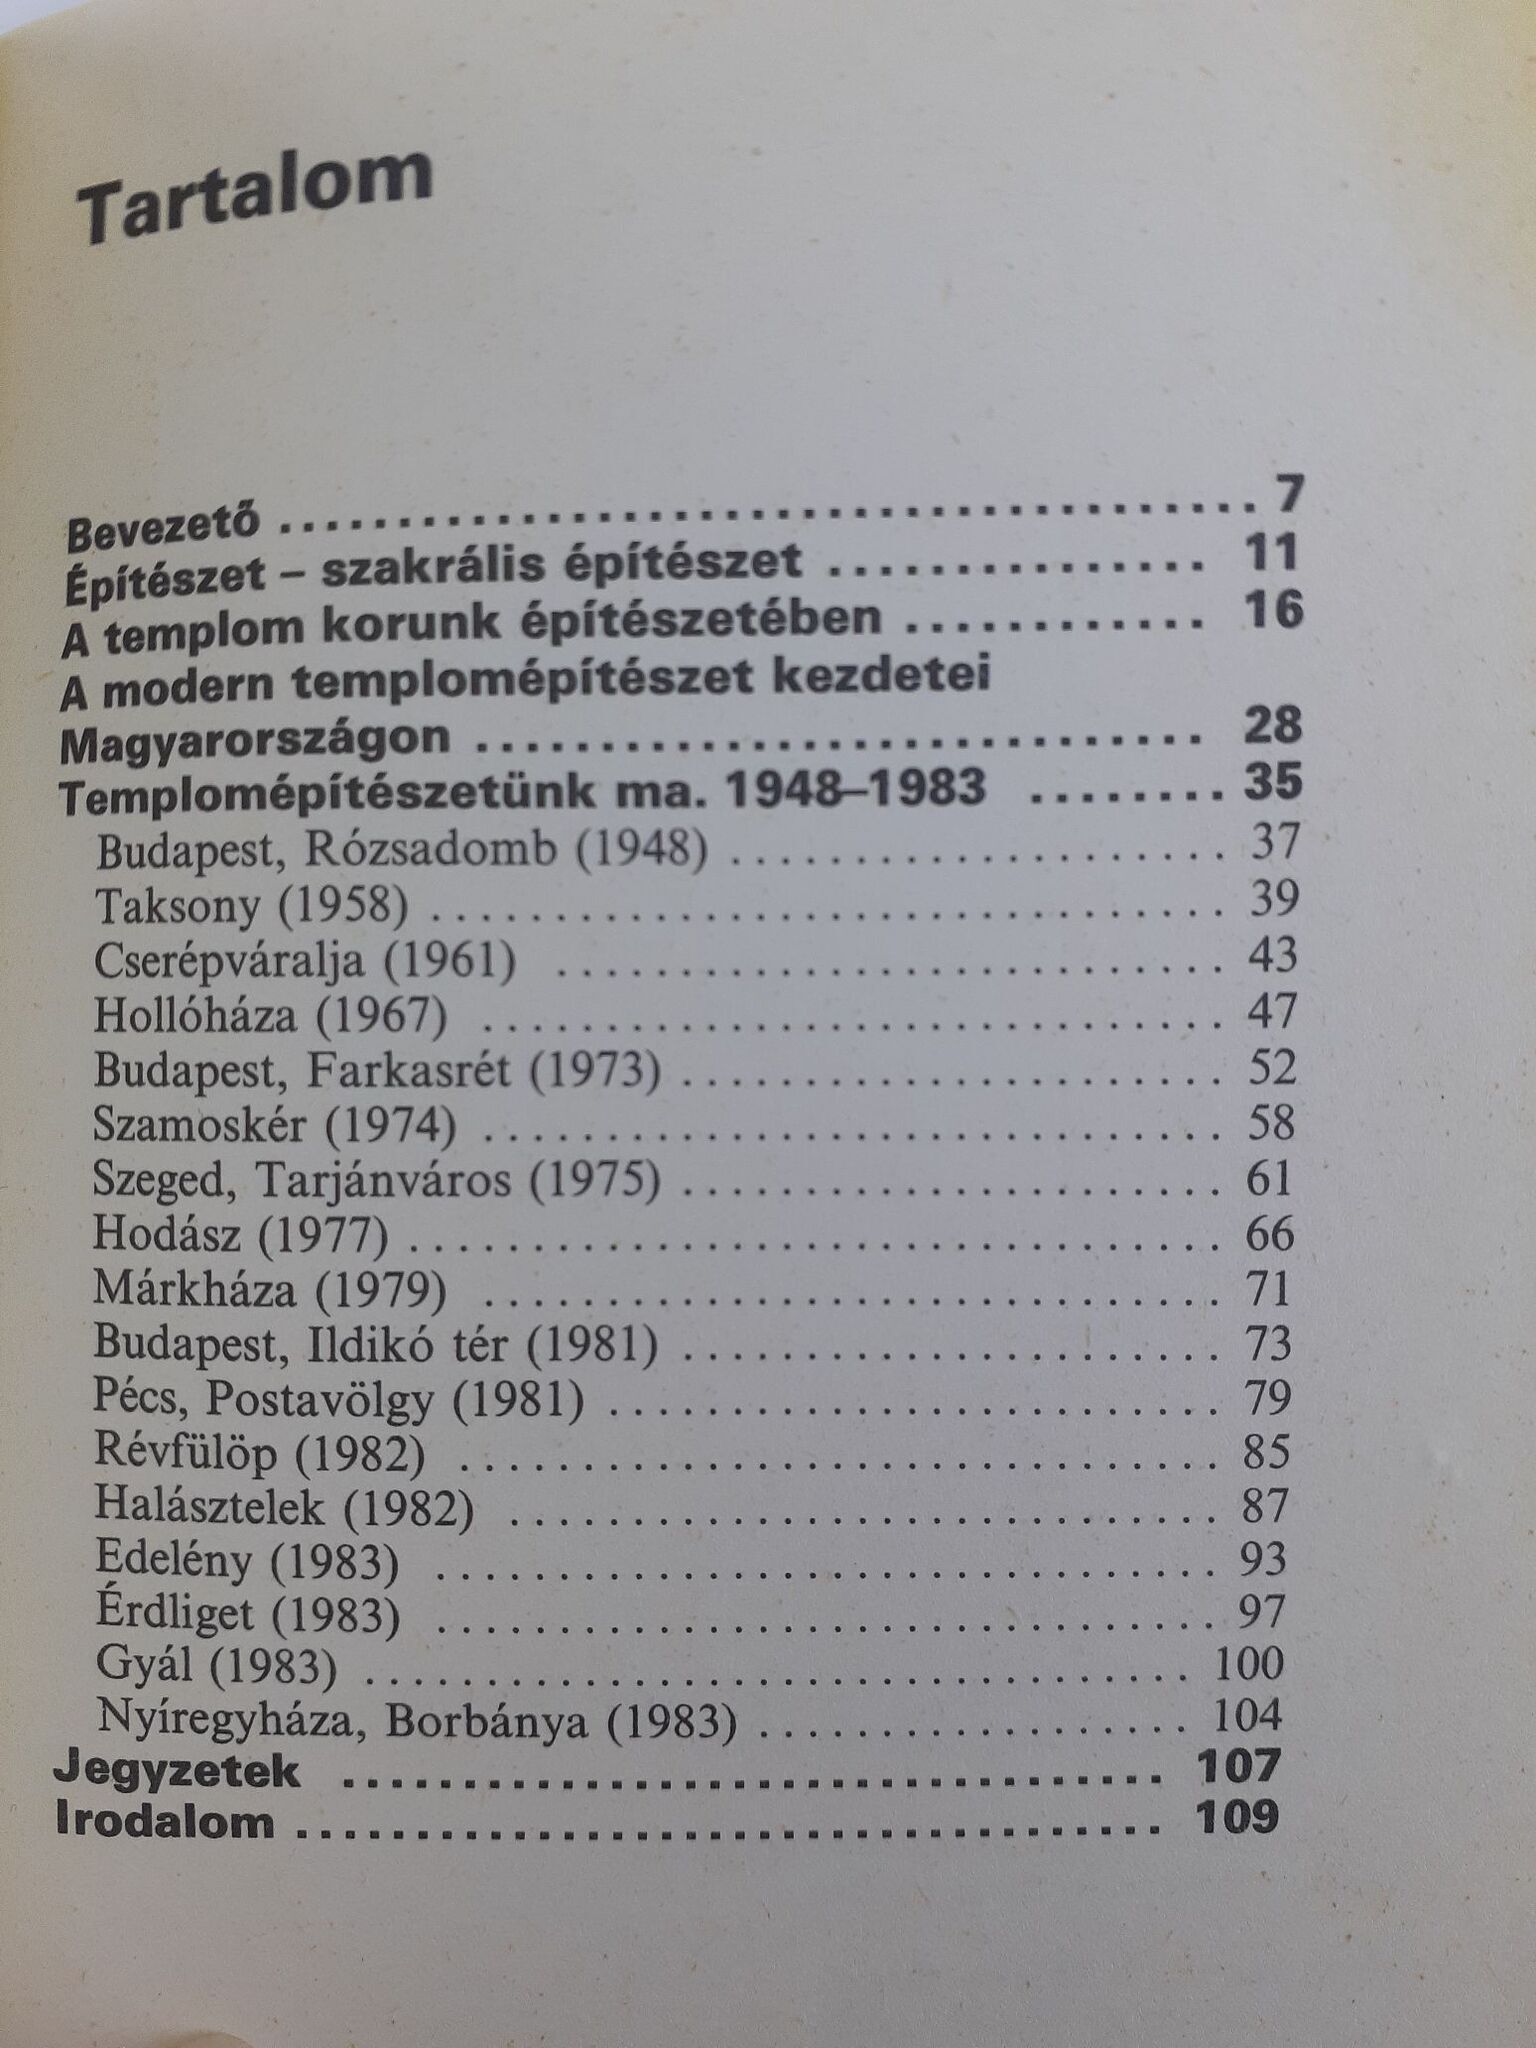 Tartalom
Bevezető .......................................... 7
Építészet – szakrális építészet ................ 11
A templom korunk építészetében ............ 16
A modern templomépítészet kezdetei
Magyarországon .............................. 28
Templomépítészetünk ma. 1948–1983 ........ 35
Budapest, Rózsadomb (1948) .................... 37
Taksony (1958) ................................. 39
Cserépváralja (1961) ........................... 43
Hollóháza (1967) ............................... 47
Budapest, Farkasrét (1973) ...................... 52
Szamoskér (1974) ............................... 58
Szeged, Tarjánváros (1975) ...................... 61
Hodász (1977) .................................. 66
Márkháza (1979) ............................... 71
Budapest, Ildikó tér (1981) ...................... 73
Pécs, Postavölgy (1981) ......................... 79
Révfülöp (1982) ................................ 85
Halásztelek (1982) .............................. 87
Edelény (1983) ................................. 93
Érdliget (1983) ................................. 97
Gyál (1983) .................................. 100
Nyíregyháza, Borbánya (1983) .................. 104
Jegyzetek .................................. 107
Irodalom .................................... 109